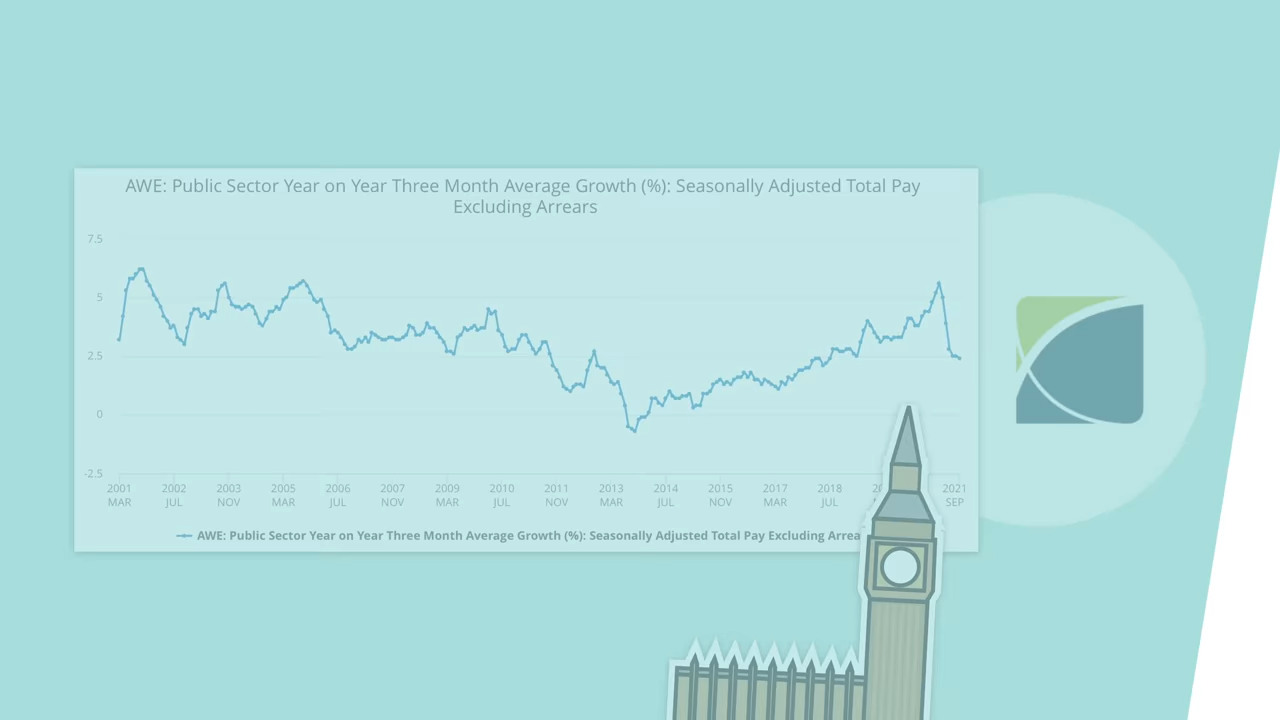 AWE: Public Sector Year on Year Three Month Average Growth (%): Seasonally Adjusted Total Pay
Excluding Arrears
7.5
5
2.5
0
-2.5
2001 2002 2003 2005 2006 2007 2009 2010 2011 2013 2014 2015 2017 2018 2021
MAR JUL NOV MAR JUL NOV MAR JUL NOV MAR JUL NOV MAR JUL SEP
AWE: Public Sector Year on Year Three Month Average Growth (%): Seasonally Adjusted Total Pay Excluding